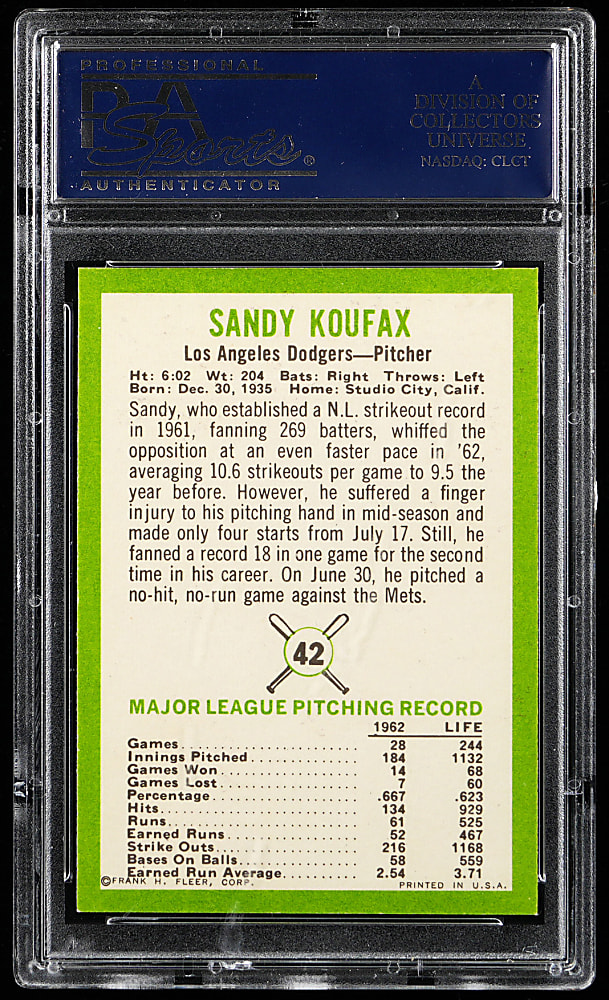 PROFESSIONAL
PSA
Sports®
AUTHENTICATOR
A
DIVISION OF
COLLECTORS
UNIVERSE
NASDAQ: CLCT
SANDY KOUFAX
Los Angeles Dodgers—Pitcher
Ht: 6:02 Wt: 204 Bats: Right Throws: Left
Born: Dec. 30, 1935 Home: Studio City, Calif.
Sandy, who established a N.L. strikeout record
in 1961, fanning 269 batters, whiffed the
opposition at an even faster pace in '62,
averaging 10.6 strikeouts per game to 9.5 the
year before. However, he suffered a finger
injury to his pitching hand in mid-season and
made only four starts from July 17. Still, he
fanned a record 18 in one game for the second
time in his career. On June 30, he pitched a
no-hit, no-run game against the Mets.
42
MAJOR LEAGUE PITCHING RECORD
1962 LIFE
Games 28 244
Innings Pitched 184 1132
Games Won 14 68
Games Lost 7 60
Percentage .667 .623
Hits 134 929
Runs 61 525
Earned Runs 52 467
Strike Outs 216 1168
Bases On Balls 58 559
Earned Run Average 2.54 3.71
©FRANK H. FLEER, CORP. PRINTED IN U.S.A.